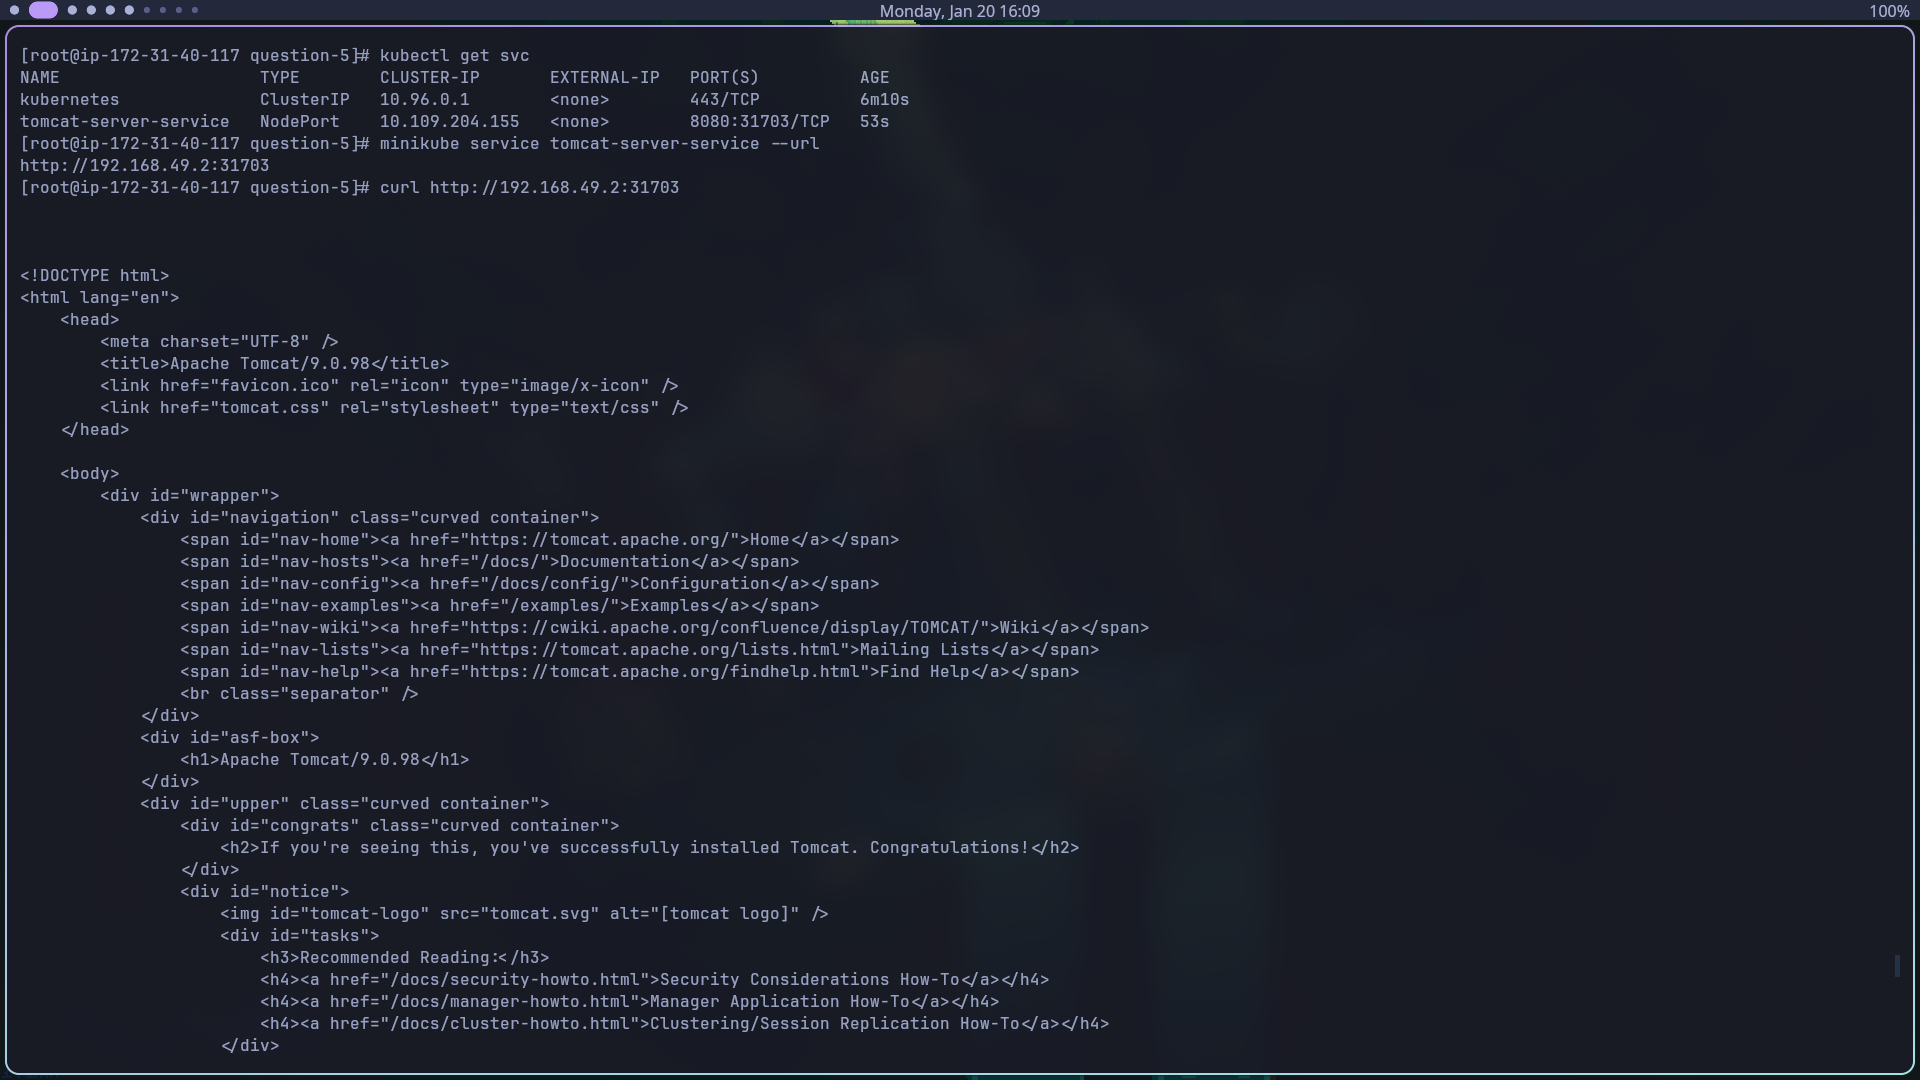 Monday, Jan 20 16:09
100%
[root@ip-172-31-40-117 question-5]# kubectl get svc
NAME                    TYPE        CLUSTER-IP       EXTERNAL-IP   PORT(S)          AGE
kubernetes              ClusterIP   10.96.0.1        <none>        443/TCP          6m10s
tomcat-server-service   NodePort    10.109.204.155   <none>        8080:31703/TCP   53s
[root@ip-172-31-40-117 question-5]# minikube service tomcat-server-service --url
http://192.168.49.2:31703
[root@ip-172-31-40-117 question-5]# curl http://192.168.49.2:31703
<!DOCTYPE html>
<html lang="en">
    <head>
        <meta charset="UTF-8" />
        <title>Apache Tomcat/9.0.98</title>
        <link href="favicon.ico" rel="icon" type="image/x-icon" />
        <link href="tomcat.css" rel="stylesheet" type="text/css" />
    </head>
    <body>
        <div id="wrapper">
            <div id="navigation" class="curved container">
                <span id="nav-home"><a href="https://tomcat.apache.org/">Home</a></span>
                <span id="nav-hosts"><a href="/docs/">Documentation</a></span>
                <span id="nav-config"><a href="/docs/config/">Configuration</a></span>
                <span id="nav-examples"><a href="/examples/">Examples</a></span>
                <span id="nav-wiki"><a href="https://cwiki.apache.org/confluence/display/TOMCAT/">Wiki</a></span>
                <span id="nav-lists"><a href="https://tomcat.apache.org/lists.html">Mailing Lists</a></span>
                <span id="nav-help"><a href="https://tomcat.apache.org/findhelp.html">Find Help</a></span>
                <br class="separator" />
            </div>
            <div id="asf-box">
                <h1>Apache Tomcat/9.0.98</h1>
            </div>
            <div id="upper" class="curved container">
                <div id="congrats" class="curved container">
                    <h2>If you're seeing this, you've successfully installed Tomcat. Congratulations!</h2>
                </div>
                <div id="notice">
                    <img id="tomcat-logo" src="tomcat.svg" alt="[tomcat logo]" />
                    <div id="tasks">
                        <h3>Recommended Reading:</h3>
                        <h4><a href="/docs/security-howto.html">Security Considerations How-To</a></h4>
                        <h4><a href="/docs/manager-howto.html">Manager Application How-To</a></h4>
                        <h4><a href="/docs/cluster-howto.html">Clustering/Session Replication How-To</a></h4>
                    </div>